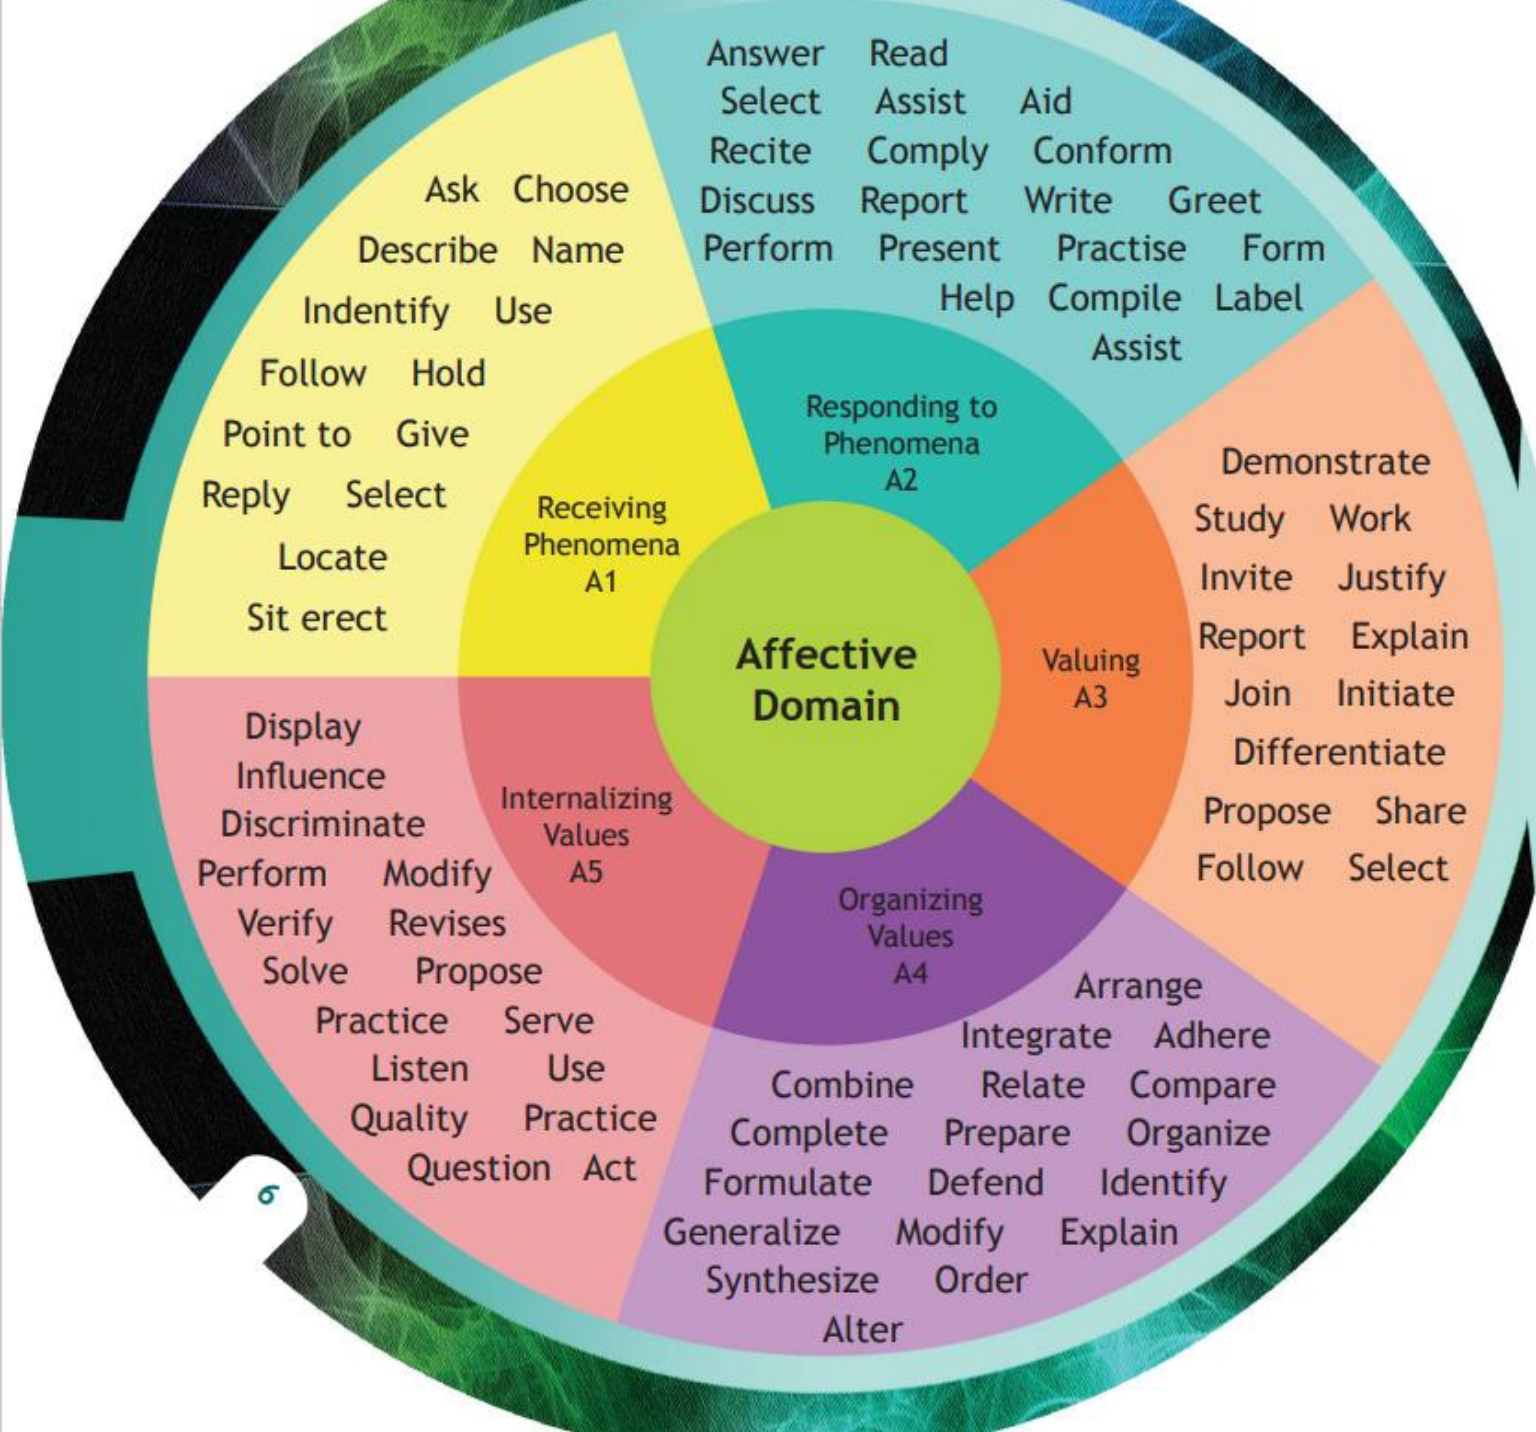 Answer Read
Select Assist Aid
Recite Comply Conform
Discuss Report Write Greet
Perform Present Practise Form
Help Compile Label
Assist
Ask Choose
Describe Name
Indentify Use
Follow Hold
Point to Give
Reply Select
Locate
Sit erect
Responding to
Phenomena
A2
Receiving
Phenomena
A1
Affective
Domain
Valuing
A3
Demonstrate
Study Work
Invite Justify
Report Explain
Join Initiate
Differentiate
Propose Share
Follow Select
Internalizing
Values
A5
Organizing
Values
A4
Display
Influence
Discriminate
Perform Modify
Verify Revises
Solve Propose
Practice Serve
Listen Use
Quality Practice
Question Act
Arrange
Integrate Adhere
Combine Relate Compare
Complete Prepare Organize
Formulate Defend Identify
Generalize Modify Explain
Synthesize Order
Alter
6